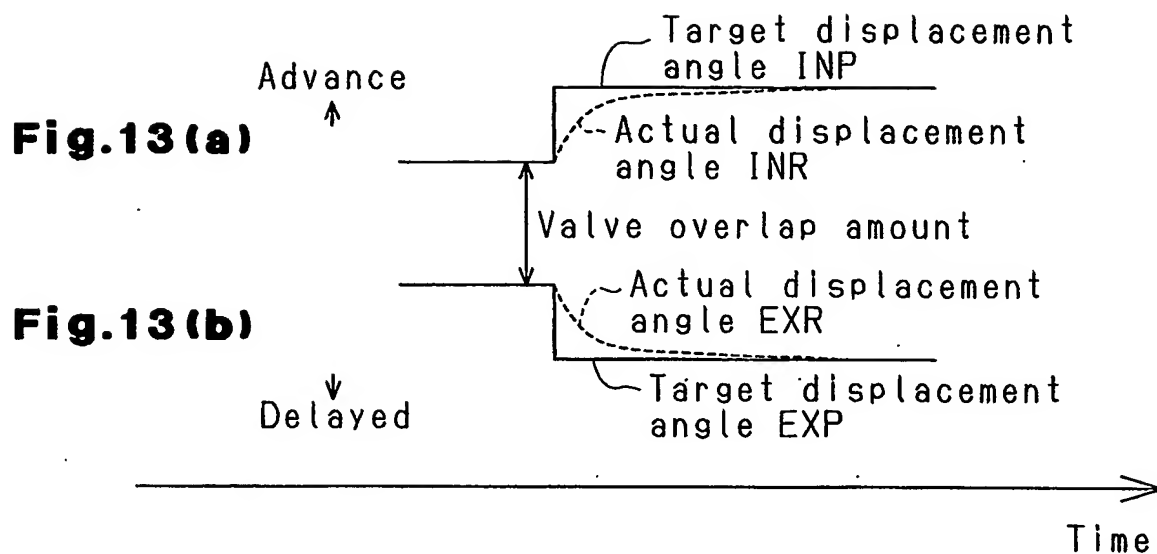 Target displacement
angle INP
Advance
Fig.13(a)
Actual displacement
angle INR
Valve overlap amount
Actual displacement
angle EXR
Fig.13(b)
Target displacement
angle EXP
Delayed
Time